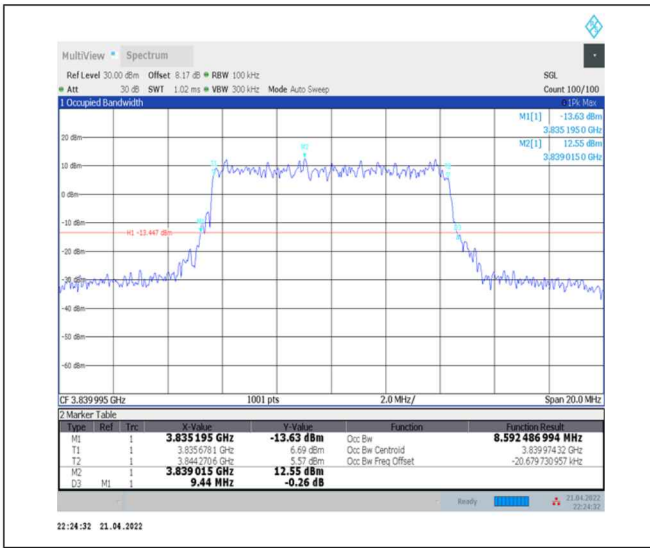 MultiView Spectrum
Ref Level 30.00 dBm Offset 8.17 dB RBW 100 kHz SGL
Att 30 dB SWT 1.02 ms VBW 300 kHz Mode Auto Sweep Count 100/100
1 Occupied Bandwidth 1Pk Max
M1[1] -13.63 dBm
3.835 195 0 GHz
M2[1] 12.55 dBm
3.839 015 0 GHz
20 dBm
M2
10 dBm
0 dBm
-10 dBm
H1 -13.447 dBm
-20 dBm
-30 dBm
-40 dBm
-50 dBm
-60 dBm
CF 3.839 995 GHz 1001 pts 2.0 MHz/ Span 20.0 MHz
2 Marker Table
Type Ref Trc X-Value Y-Value Function Function Result
M1 1 3.835 195 GHz -13.63 dBm Occ Bw 8.592 486 994 MHz
T1 1 3.835 678 1 GHz 6.69 dBm Occ Bw Centroid 3.839 974 32 GHz
T2 1 3.844 270 6 GHz 5.57 dBm Occ Bw Freq Offset -20.679 730 957 kHz
M2 1 3.839 015 GHz 12.55 dBm
D3 M1 1 9.44 MHz -0.26 dB
Ready 21.04.2022
22:24:32
22:24:32 21.04.2022